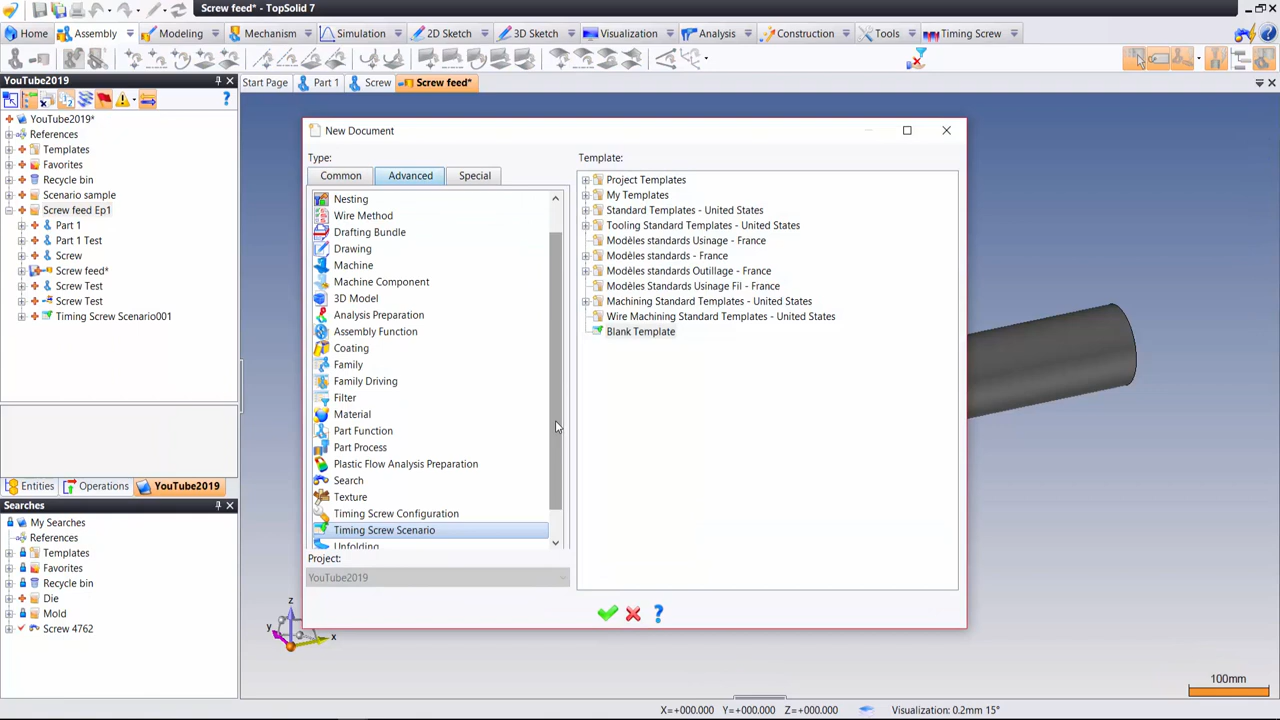 Screw feed* - TopSolid 7
Home
Assembly
Modeling
Mechanism
Simulation
2D Sketch
3D Sketch
Visualization
Analysis
Construction
Tools
Timing Screw
YouTube2019
Start Page
Part 1
Screw
Screw feed*
YouTube2019*
References
Templates
Favorites
Recycle bin
Scenario sample
Screw feed Ep1
Part 1
Part 1 Test
Screw
Screw feed*
Screw Test
Screw Test
Timing Screw Scenario001
Entities
Operations
YouTube2019
Searches
My Searches
References
Templates
Favorites
Recycle bin
Die
Mold
Screw 4762
New Document
Type:
Common
Advanced
Special
Nesting
Wire Method
Drafting Bundle
Drawing
Machine
Machine Component
3D Model
Analysis Preparation
Assembly Function
Coating
Family
Family Driving
Filter
Material
Part Function
Part Process
Plastic Flow Analysis Preparation
Search
Texture
Timing Screw Configuration
Timing Screw Scenario
Unfolding
Project:
YouTube2019
Template:
Project Templates
My Templates
Standard Templates - United States
Tooling Standard Templates - United States
Modèles standards Usinage - France
Modèles standards - France
Modèles standards Outillage - France
Modèles Standards Usinage Fil - France
Machining Standard Templates - United States
Wire Machining Standard Templates - United States
Blank Template
z
y
x
100mm
X=+000.000 Y=+000.000 Z=+000.000 Visualization: 0.2mm 15°